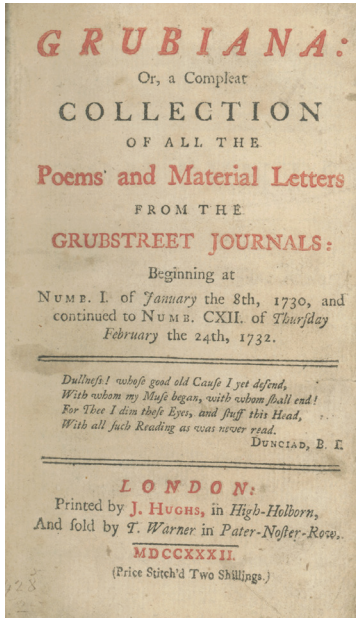 GRUBIANA:
Or, a Compleat
COLLECTION
OF ALL THE
Poems and Material Letters
FROM THE
GRUBSTREET JOURNALS:
Beginning at
NUMB. I. of January the 8th, 1730, and
continued to NUMB. CXII. of Thurſday
February the 24th, 1732.
Dullneſs! whoſe good old Cauſe I yet defend,
With whom my Muſe began, with whom ſhall end!
For Thee I dim theſe Eyes, and ſtuff this Head,
With all ſuch Reading as was never read.
DUNCIAD, B. I.
LONDON:
Printed by J. HUGHS, in High-Holborn,
And ſold by T. Warner in Pater-Noſter-Row.
MDCCXXXII.
(Price Stitch'd Two Shillings.)